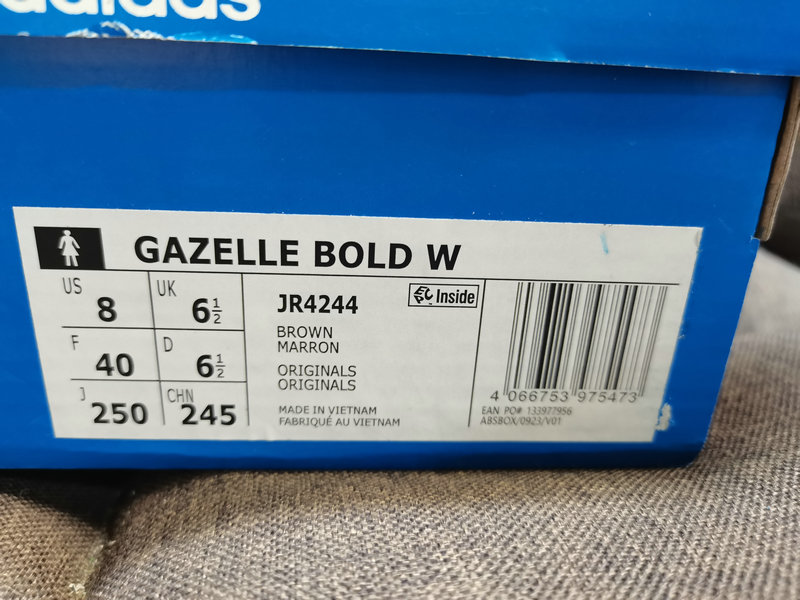 adidas
GAZELLE BOLD W
US 8 UK 6½
F 40 D 6½
J 250 CHN 245
JR4244
Inside
BROWN
MARRON
ORIGINALS
ORIGINALS
MADE IN VIETNAM
FABRIQUÉ AU VIETNAM
4 066753 975473
EAN PO# 133977956
ABSBOX/0923/V01